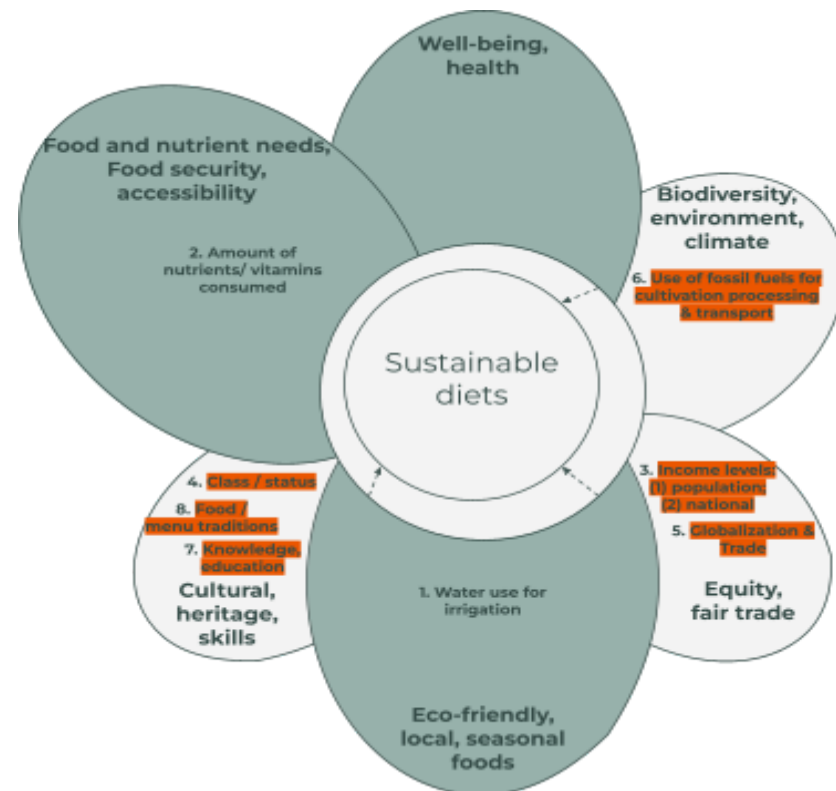 Well-being,
health
Food and nutrient needs,
Food security,
accessibility
2. Amount of
nutrients/ vitamins
consumed
Biodiversity,
environment,
climate
6. Use of fossil fuels for
cultivation processing
& transport
Sustainable
diets
4. Class / status
8. Food /
menu traditions
7. Knowledge,
education
Cultural,
heritage,
skills
3. Income levels:
(1) population;
(2) national
5. Globalization &
Trade
Equity,
fair trade
1. Water use for
irrigation
Eco-friendly,
local, seasonal
foods